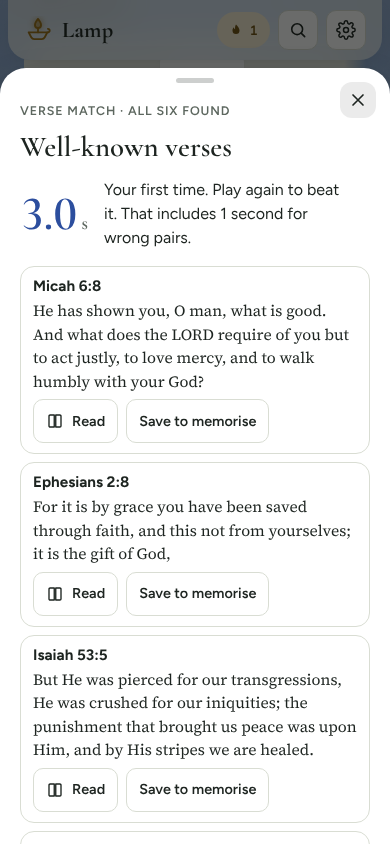 Lamp
1
VERSE MATCH · ALL SIX FOUND
Well-known verses
3.0 s
Your first time. Play again to beat
it. That includes 1 second for
wrong pairs.
Micah 6:8
He has shown you, O man, what is good.
And what does the LORD require of you but
to act justly, to love mercy, and to walk
humbly with your God?
Read
Save to memorise
Ephesians 2:8
For it is by grace you have been saved
through faith, and this not from yourselves;
it is the gift of God,
Read
Save to memorise
Isaiah 53:5
But He was pierced for our transgressions,
He was crushed for our iniquities; the
punishment that brought us peace was upon
Him, and by His stripes we are healed.
Read
Save to memorise